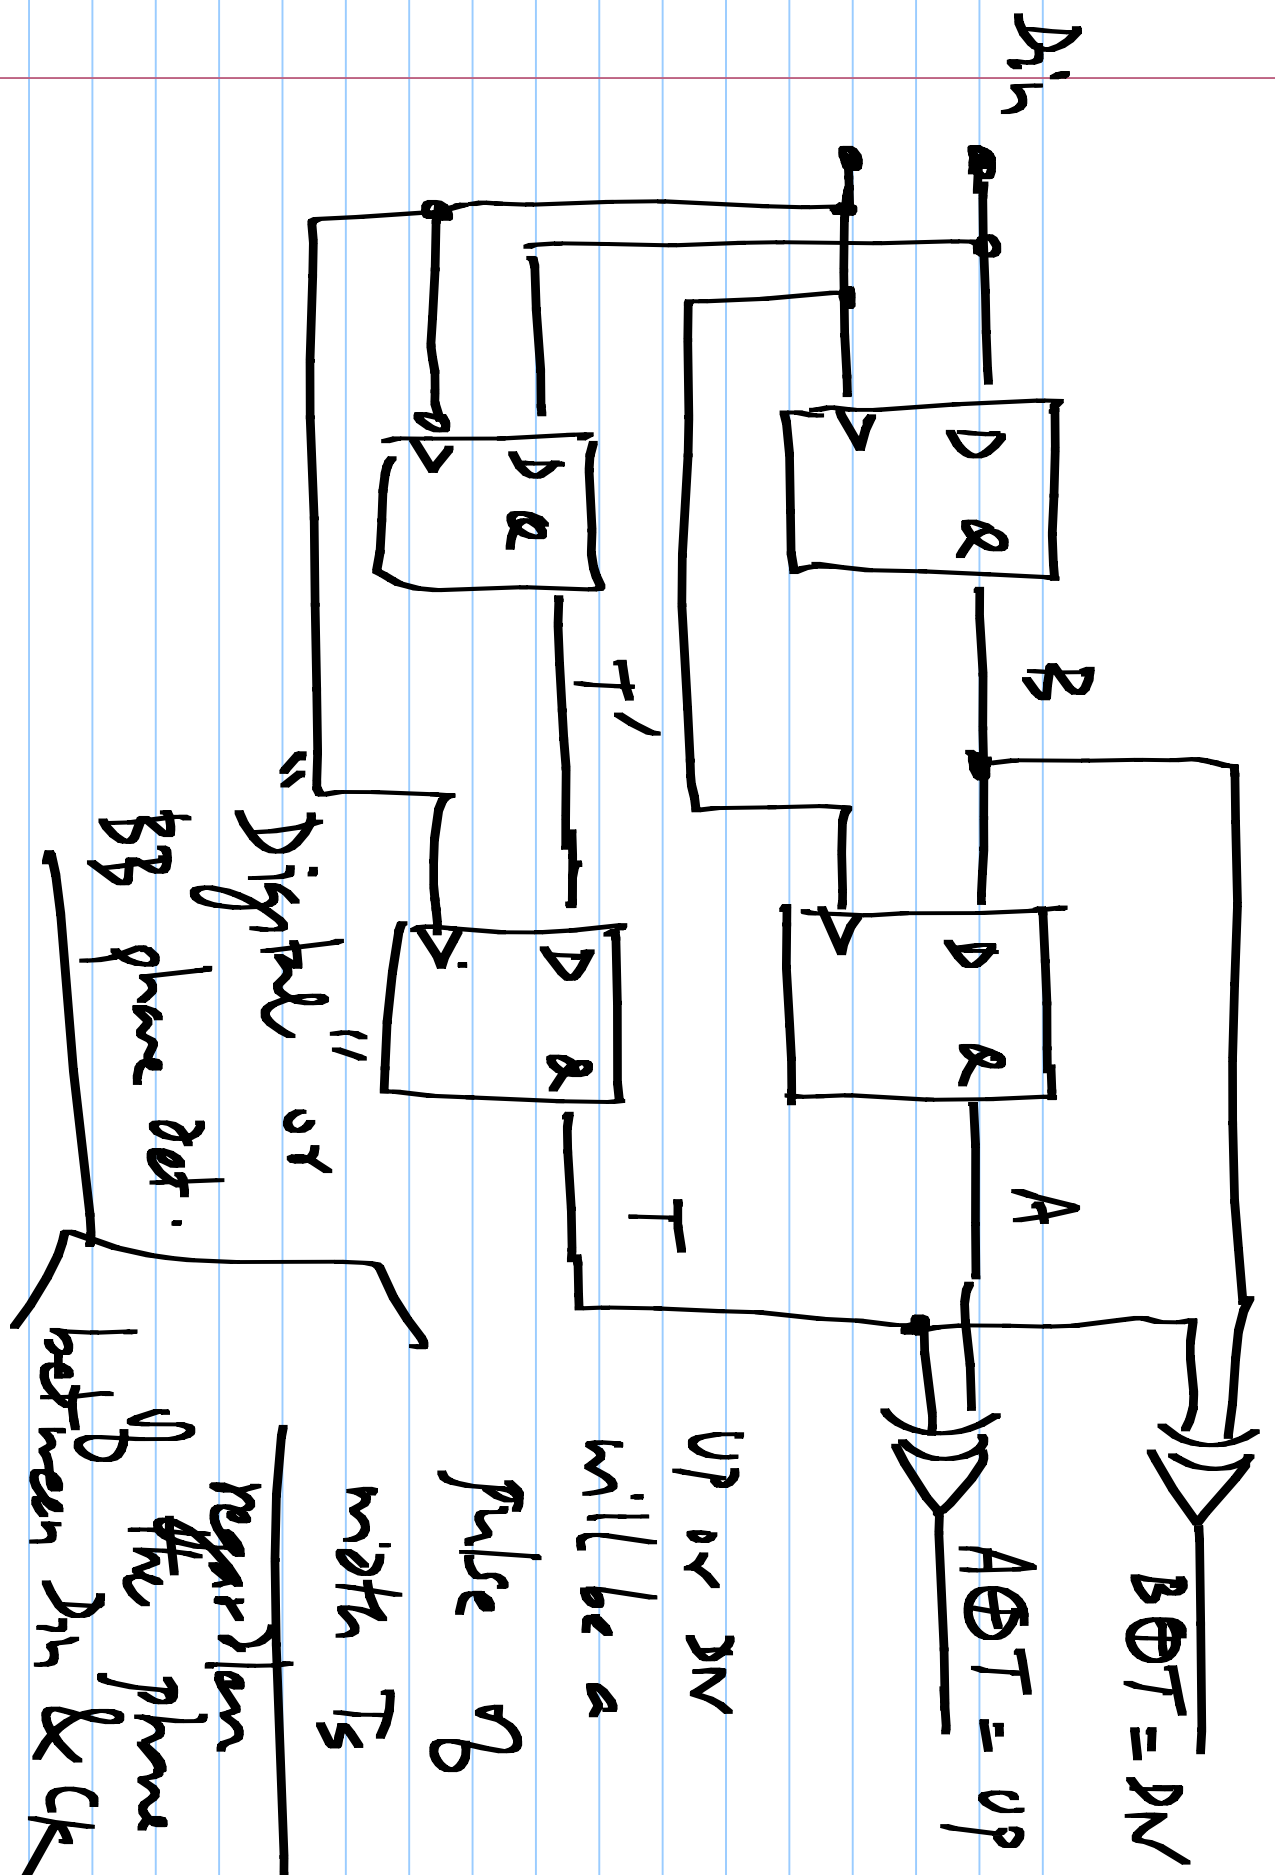 B⊕T = DN
Din
B
A
A⊕T = UP
D Q
D Q
T'
T
D Q
D Q
UP or DN
will be a
pulse of
width Ts
"Digital" or
BB phase det.
of the phase
between Din & Ck